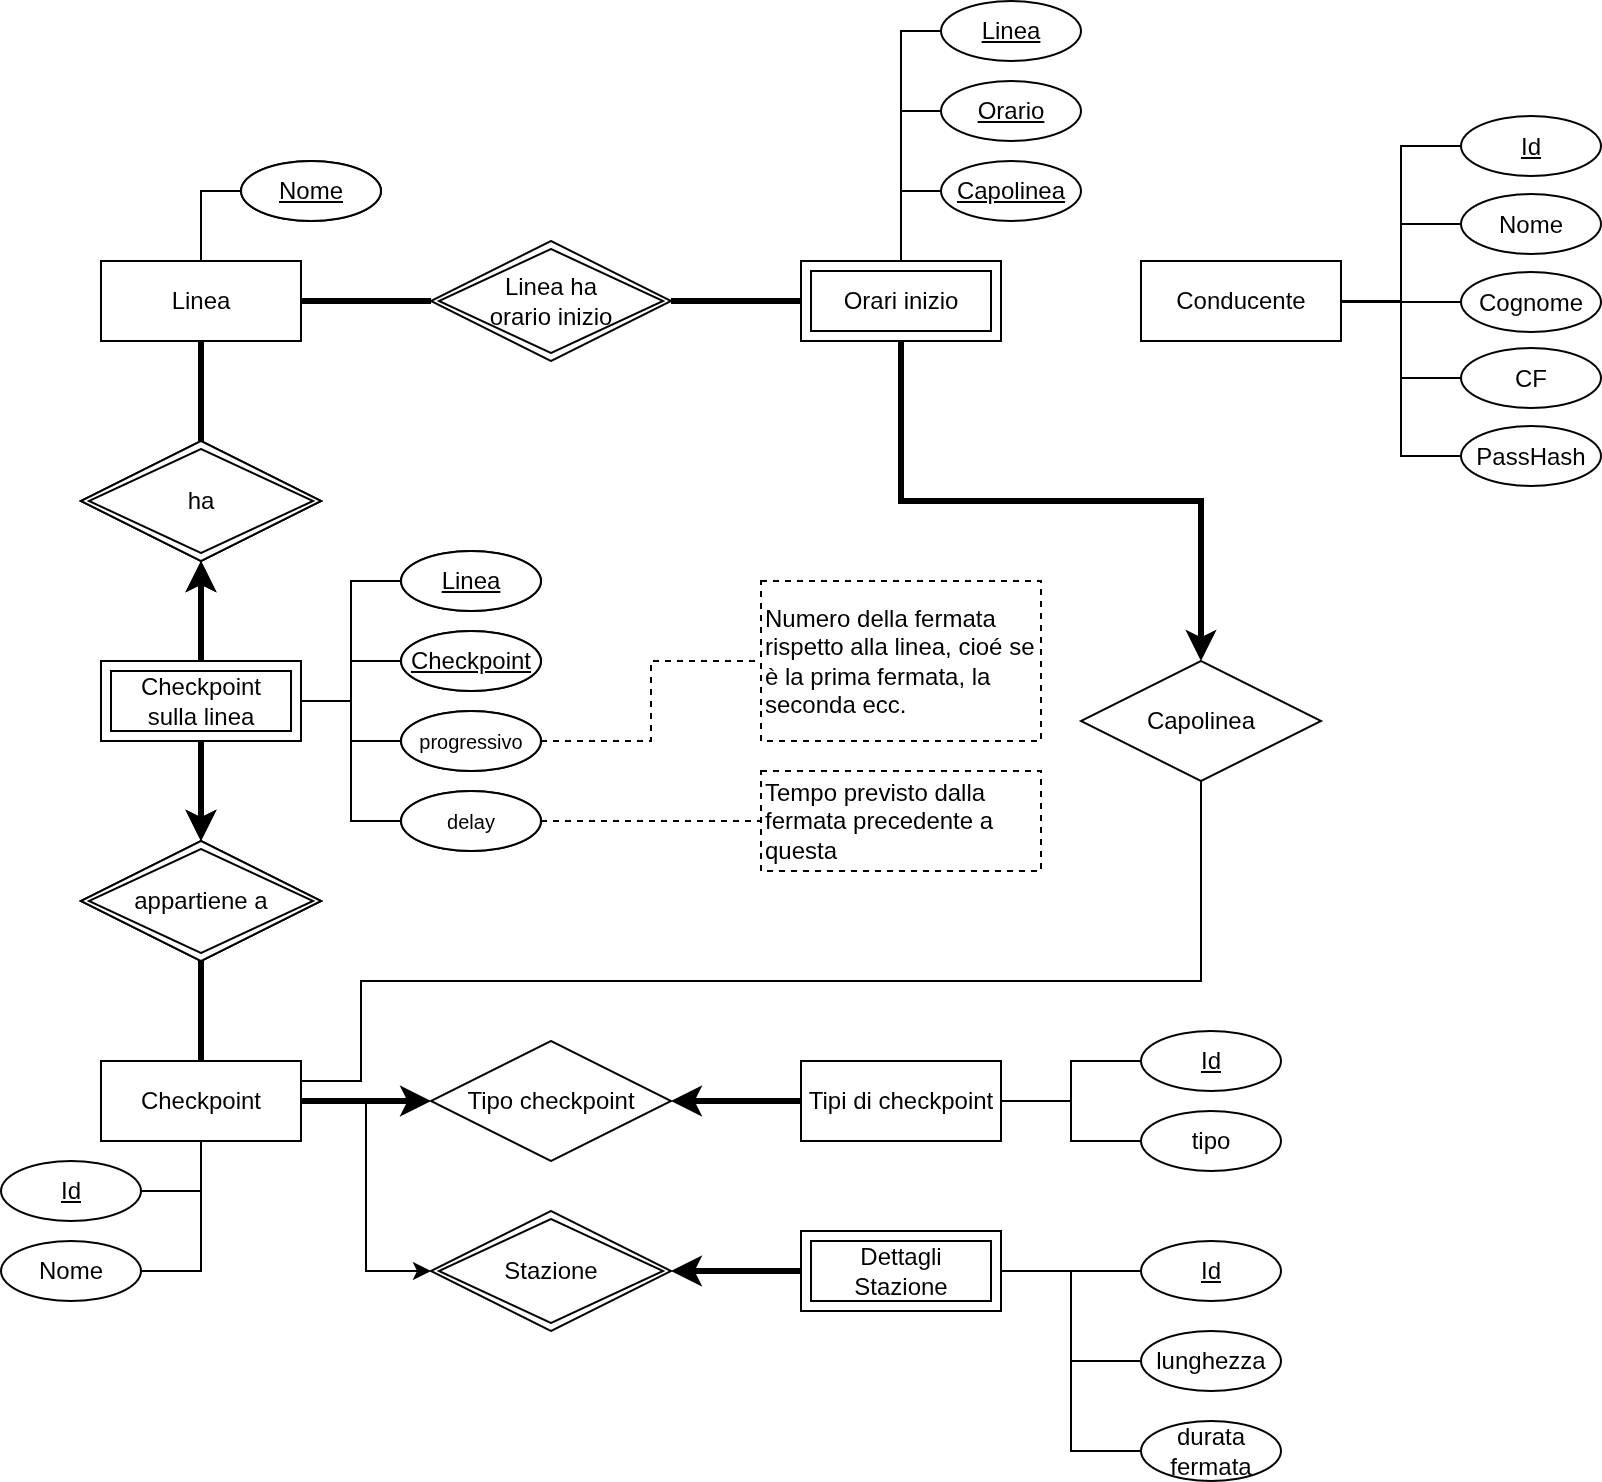 Linea
Orario
Capolinea
Nome
Linea
Linea ha
orario inizio
Orari inizio
Conducente
Id
Nome
Cognome
CF
PassHash
ha
Checkpoint
sulla linea
Linea
Checkpoint
progressivo
delay
Numero della fermata
rispetto alla linea, cioé se
è la prima fermata, la
seconda ecc.
Tempo previsto dalla
fermata precedente a
questa
Capolinea
appartiene a
Checkpoint
Tipo checkpoint
Tipi di checkpoint
Id
tipo
Id
Nome
Stazione
Dettagli
Stazione
Id
lunghezza
durata
fermata